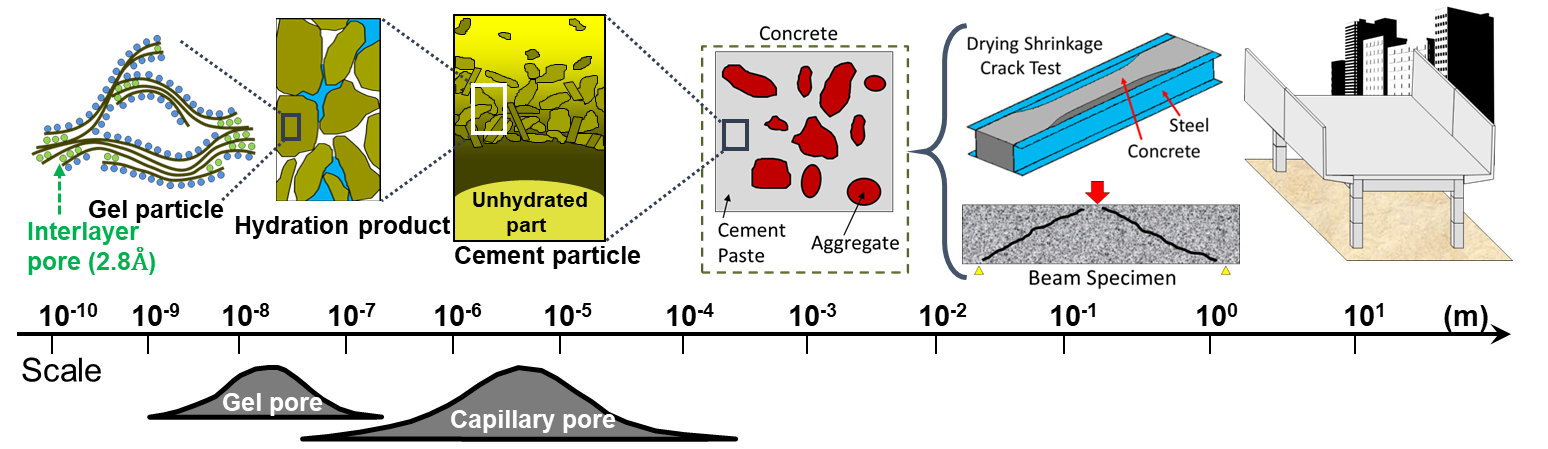 Concrete
Drying Shrinkage
Crack Test
Steel
Concrete
Gel particle
Interlayer
pore (2.8Å)
Hydration product
Unhydrated
part
Cement particle
Cement
Paste
Aggregate
Beam Specimen
10-10 10-9 10-8 10-7 10-6 10-5 10-4 10-3 10-2 10-1 100 101 (m)
Scale
Gel pore
Capillary pore